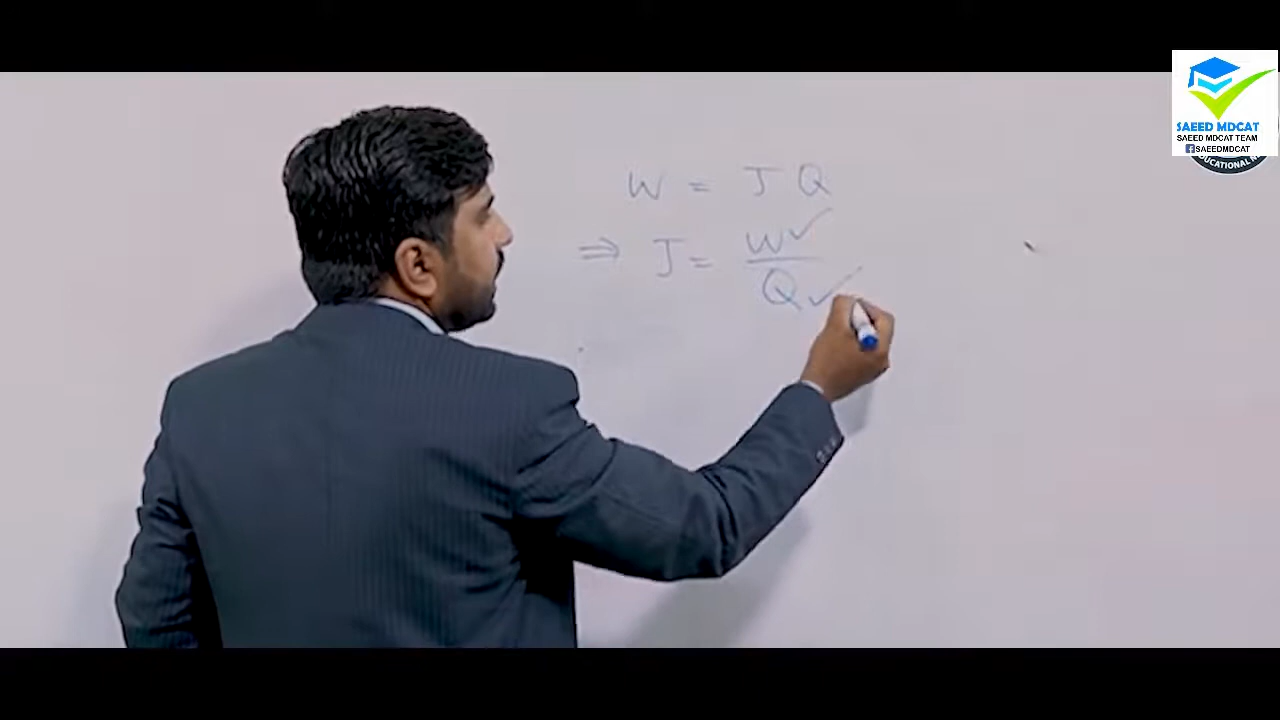 W = J Q
⇒ J = W✓
Q✓
SAEED MDCAT
SAEED MDCAT TEAM
SAEEDMDCAT